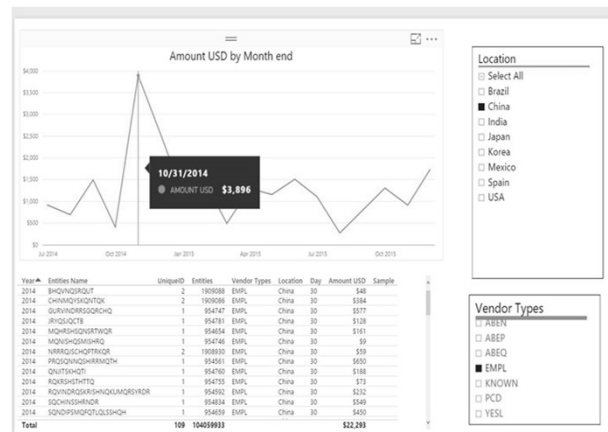 Amount USD by Month end
$4,000
$3,500
$3,000
$2,500
$2,000
$1,500
$1,000
$500
$0
10/31/2014
AMOUNT USD $3,896
Jul 2014 Oct 2014 Jan 2015 Apr 2015 Jul 2015 Oct 2015
Location
Select All
Brazil
China
India
Japan
Korea
Mexico
Spain
USA
Year Entities Name UniqueID Entities Vendor Types Location Day Amount USD Sample
2014 BHQVNQSRQUT 2 1909088 EMPL China 30 $48
2014 CHINMQYSKQNTQK 2 1909086 EMPL China 30 $384
2014 GURVINDRRSGQRCHQ 1 954747 EMPL China 30 $577
2014 JRYQSJQCTB 1 954781 EMPL China 30 $128
2014 MQHRSHSQNSRTWQR 1 954654 EMPL China 30 $161
2014 MQNISHQSMISHRQ 1 954746 EMPL China 30 $9
2014 NRRRQJSCHQPTRKQR 2 1908930 EMPL China 30 $59
2014 PRQSQNNQSHIRRMQTH 1 954561 EMPL China 30 $650
2014 QNJITSKHQTI 1 954760 EMPL China 30 $188
2014 RQKRSHSTHTTQ 1 954755 EMPL China 30 $73
2014 RQVINDRQSKRISHNQKUMQRSYRDR 1 954592 EMPL China 30 $232
2014 SQCHINSSHRNDR 1 954834 EMPL China 30 $549
2014 SQNDIPSMQFQTLQLSSHQH 1 954659 EMPL China 30 $450
Total 109 104059933 $22,293
Vendor Types
ABEN
ABEP
ABEQ
EMPL
KNOWN
PCD
YESL